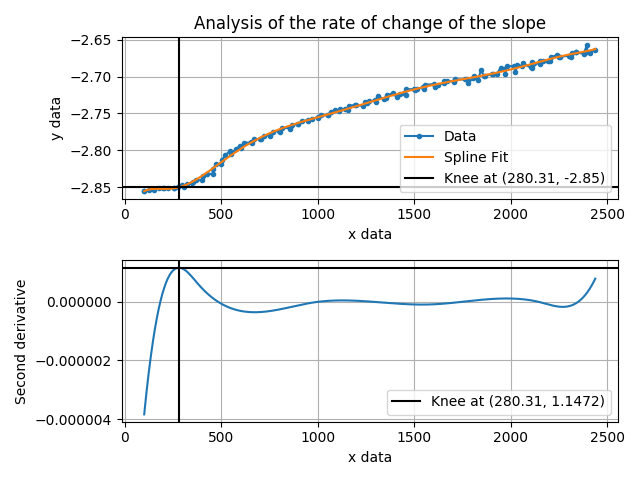 Analysis of the rate of change of the slope
−2.65
−2.70
−2.75
−2.80
−2.85
y data
Data
Spline Fit
Knee at (280.31, -2.85)
0
500
1000
1500
2000
2500
x data
0.000000
−0.000002
−0.000004
Second derivative
Knee at (280.31, 1.1472)
0
500
1000
1500
2000
2500
x data